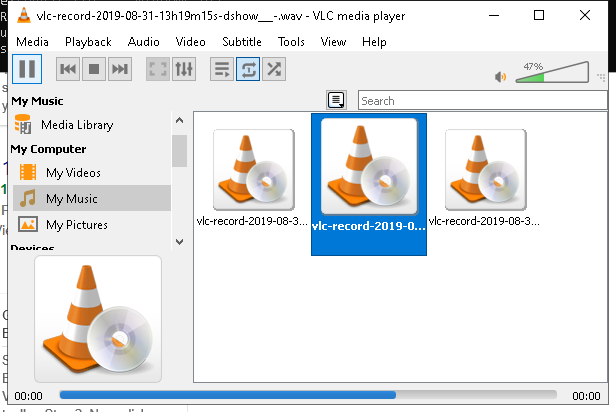 vlc-record-2019-08-31-13h19m15s-dshow___-.wav - VLC media player
Media Playback Audio Video Subtitle Tools View Help
47%
My Music
Search
Media Library
My Computer
My Videos
My Music
My Pictures
Devices
vlc-record-2019-08-3...
vlc-record-2019-0...
vlc-record-2019-08-3...
00:00
00:00